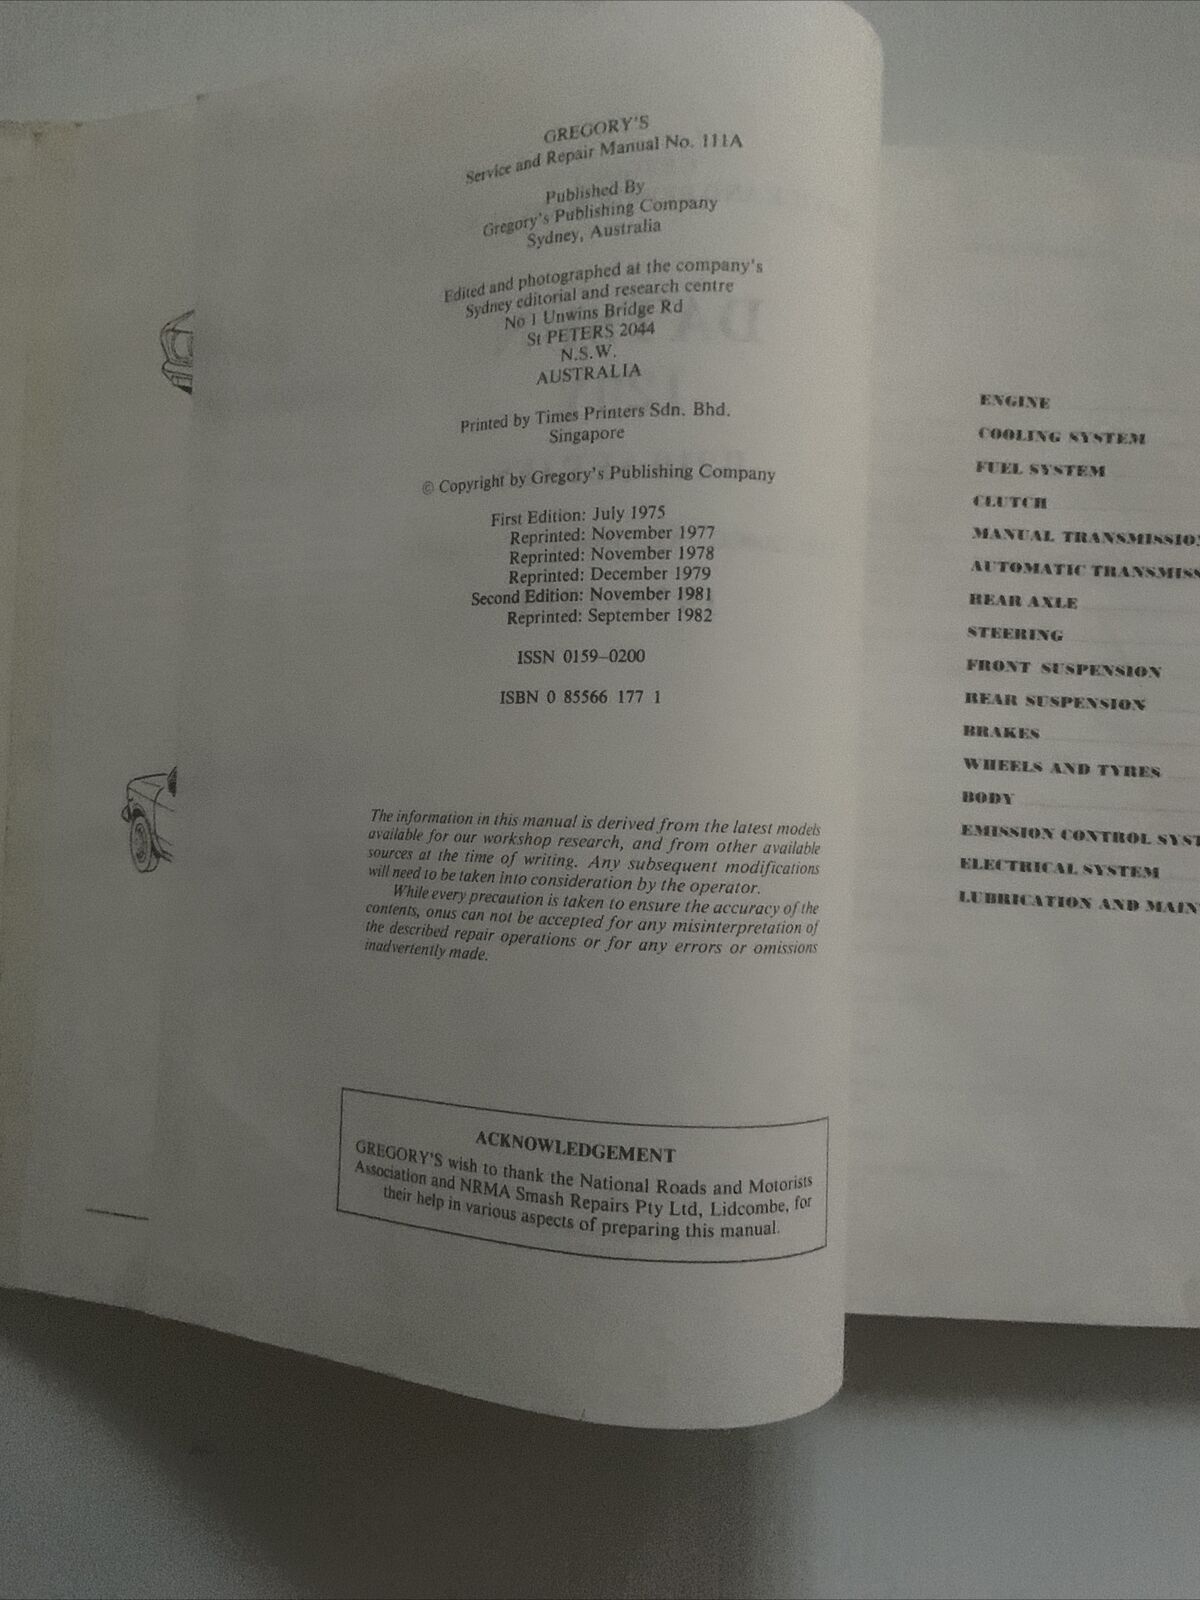 GREGORY'S
Service and Repair Manual No. 111A
Published By
Gregory's Publishing Company
Sydney, Australia
Edited and photographed at the company's
Sydney editorial and research centre
No 1 Unwins Bridge Rd
St PETERS 2044
N.S.W.
AUSTRALIA
Printed by Times Printers Sdn. Bhd.
Singapore
© Copyright by Gregory's Publishing Company
First Edition: July 1975
Reprinted: November 1977
Reprinted: November 1978
Reprinted: December 1979
Second Edition: November 1981
Reprinted: September 1982
ISSN 0159–0200
ISBN 0 85566 177 1
The information in this manual is derived from the latest models
available for our workshop research, and from other available
sources at the time of writing. Any subsequent modifications
will need to be taken into consideration by the operator.
While every precaution is taken to ensure the accuracy of the
contents, onus can not be accepted for any misinterpretation of
the described repair operations or for any errors or omissions
inadvertently made.
ACKNOWLEDGEMENT
GREGORY'S wish to thank the National Roads and Motorists
Association and NRMA Smash Repairs Pty Ltd, Lidcombe, for
their help in various aspects of preparing this manual.
ENGINE
COOLING SYSTEM
FUEL SYSTEM
CLUTCH
MANUAL TRANSMISSION
AUTOMATIC TRANSMISS
REAR AXLE
STEERING
FRONT SUSPENSION
REAR SUSPENSION
BRAKES
WHEELS AND TYRES
BODY
EMISSION CONTROL SYST
ELECTRICAL SYSTEM
LUBRICATION AND MAIN